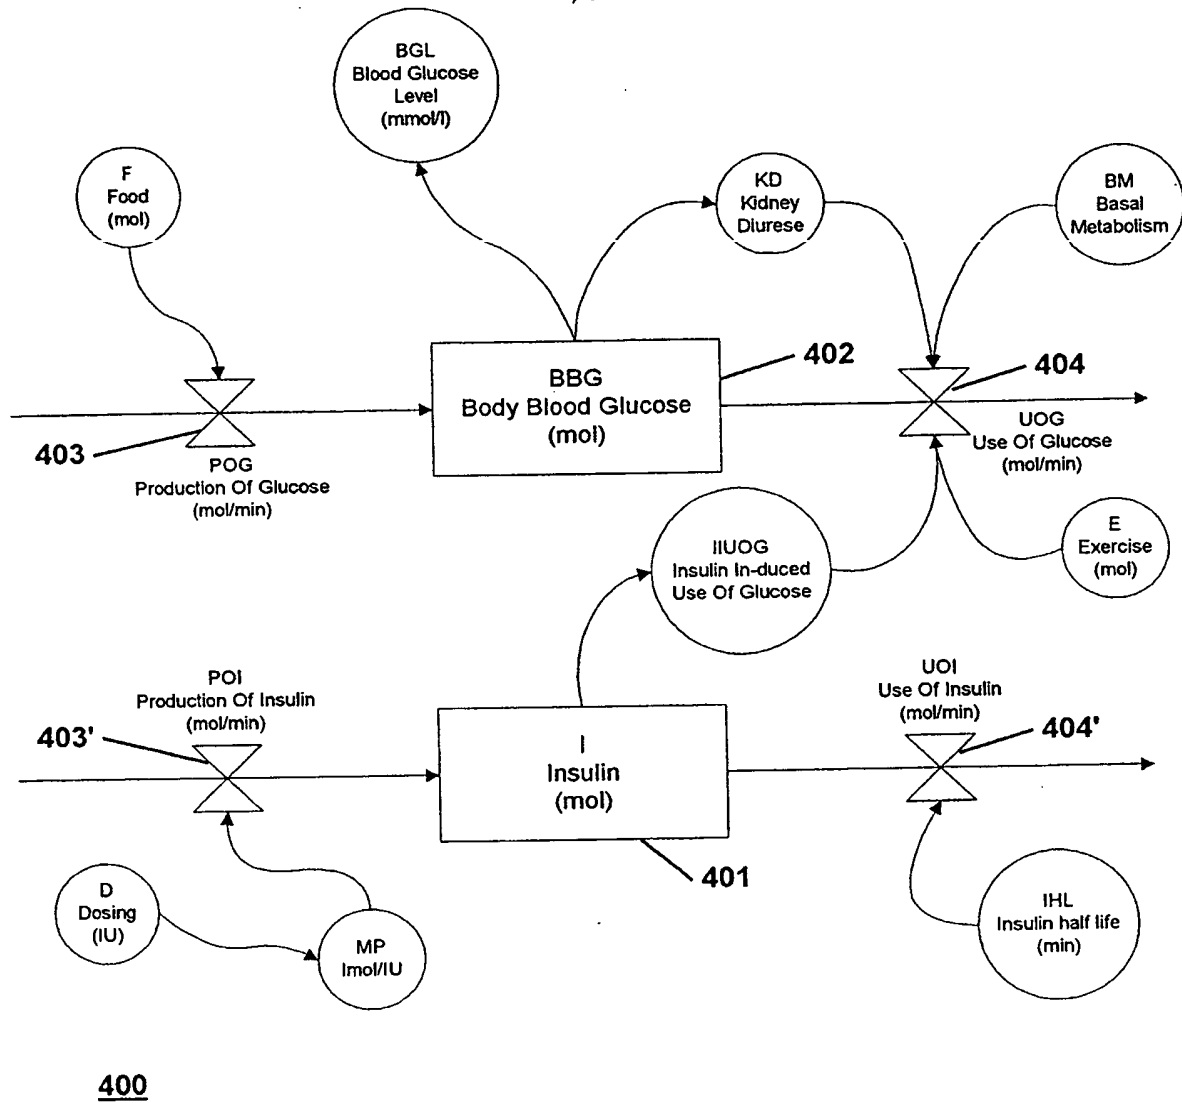 BGL
Blood Glucose
Level
(mmol/l)
F
Food
(mol)
KD
Kidney
Diurese
BM
Basal
Metabolism
402
404
BBG
Body Blood Glucose
(mol)
403
POG
Production Of Glucose
(mol/min)
UOG
Use Of Glucose
(mol/min)
IIUOG
Insulin In-duced
Use Of Glucose
E
Exercise
(mol)
POI
Production Of Insulin
(mol/min)
UOI
Use Of Insulin
(mol/min)
403'
404'
I
Insulin
(mol)
401
D
Dosing
(IU)
MP
Imol/IU
IHL
Insulin half life
(min)
400